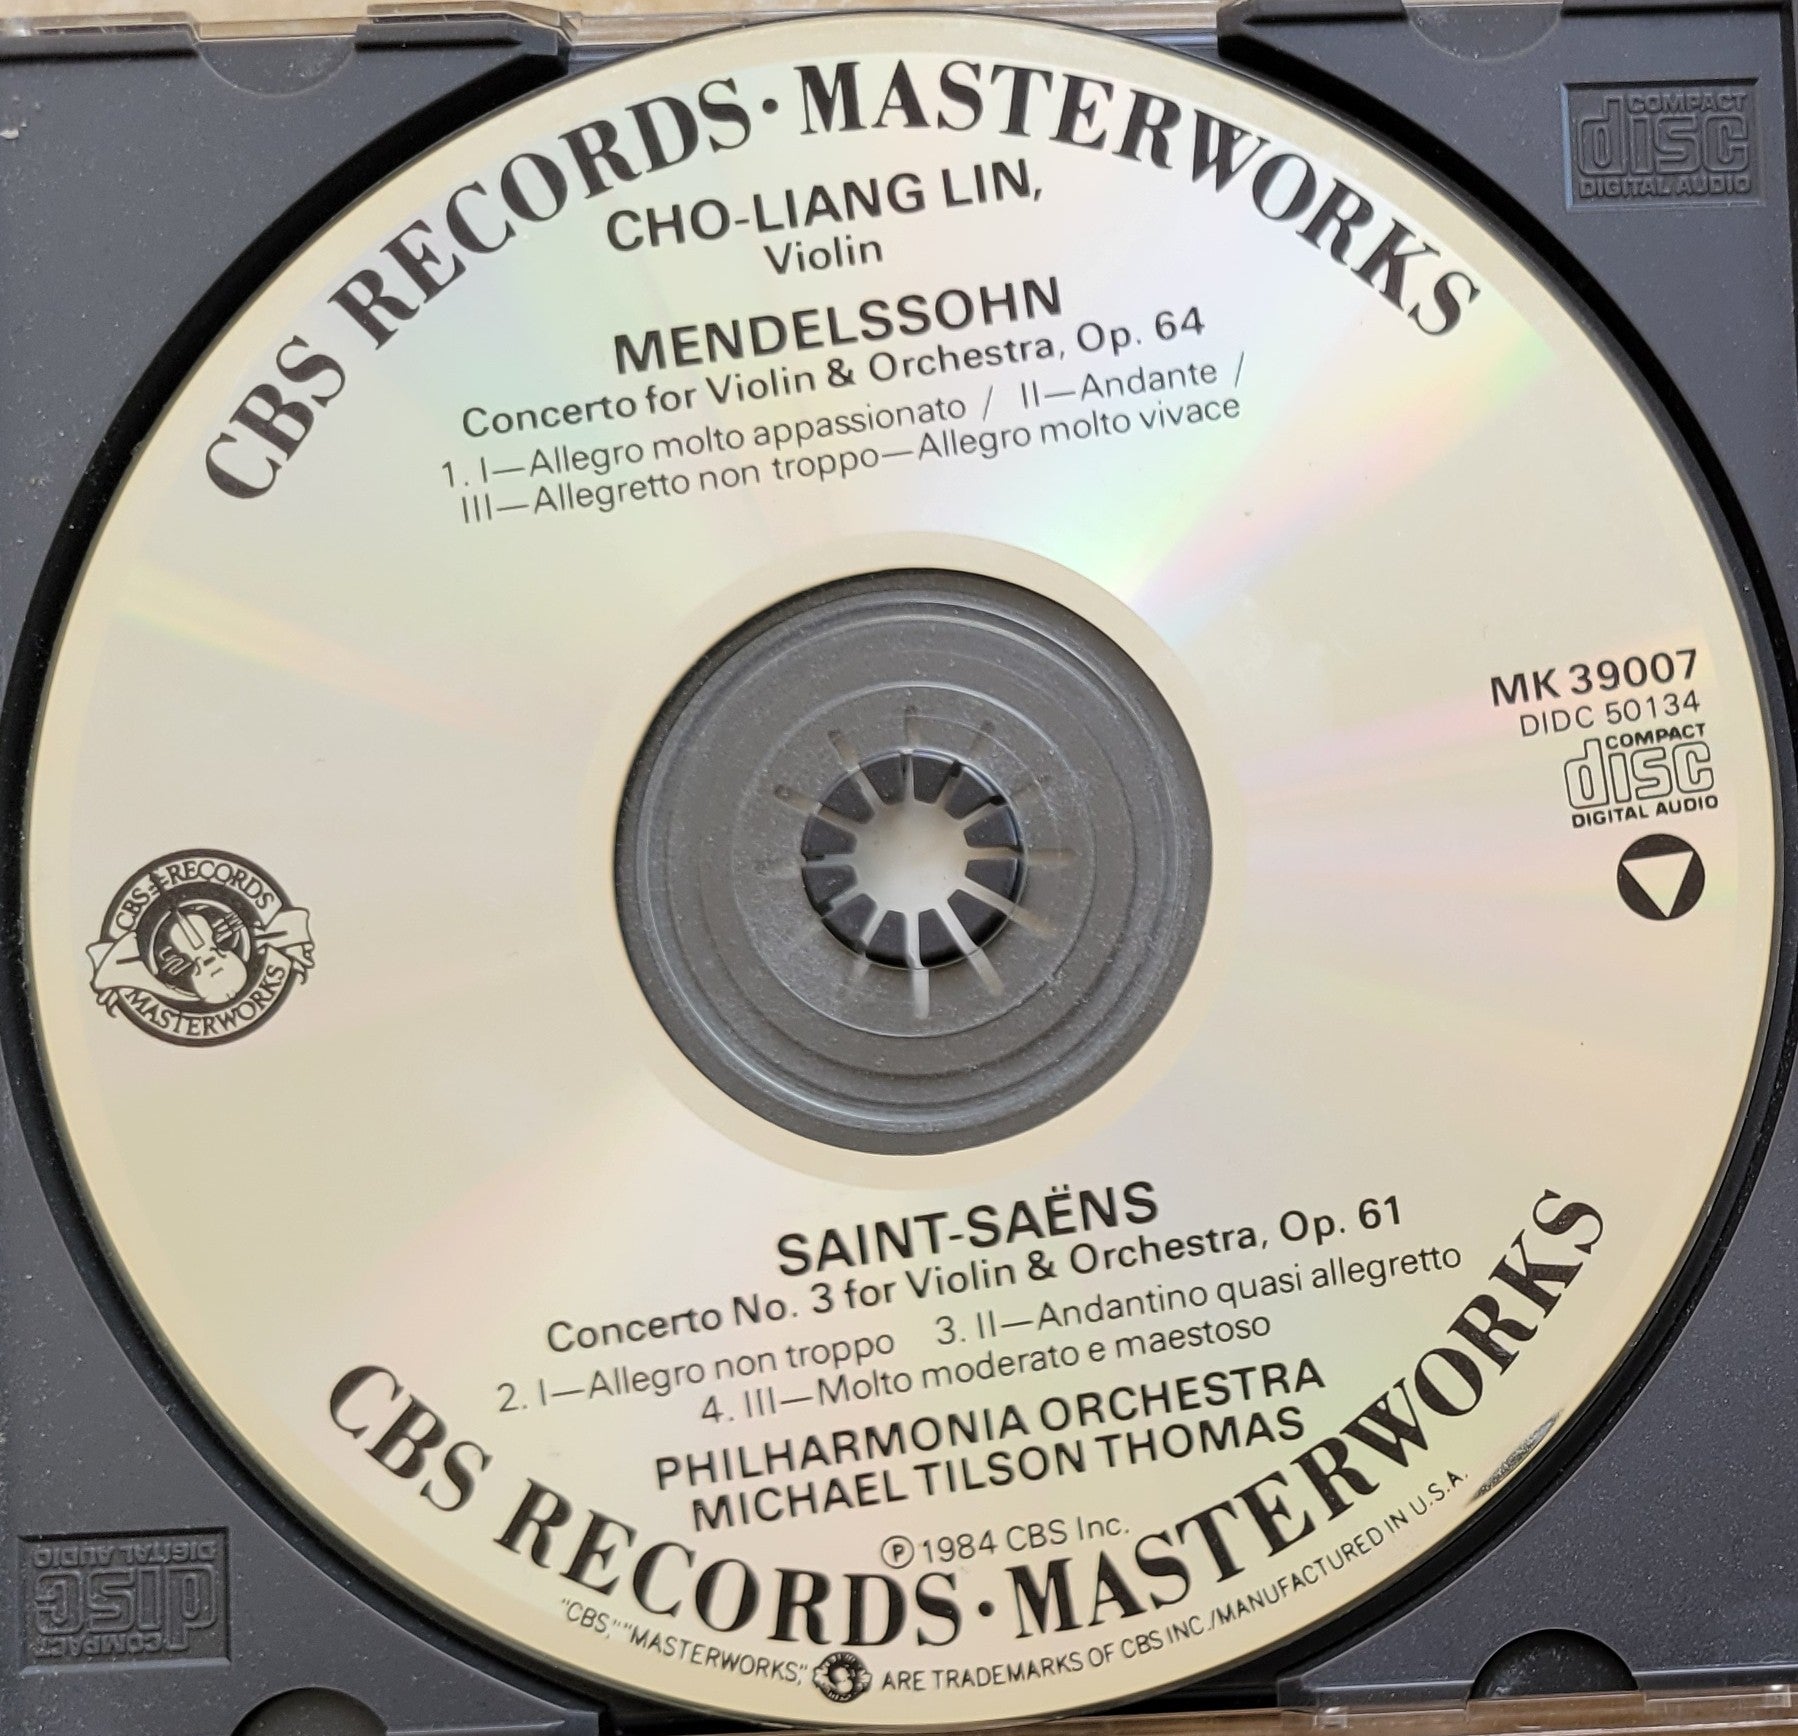 CBS RECORDS · MASTERWORKS
CHO-LIANG LIN,
Violin
MENDELSSOHN
Concerto for Violin & Orchestra, Op. 64
1. I—Allegro molto appassionato / II—Andante /
III—Allegretto non troppo—Allegro molto vivace
COMPACT
disc
DIGITAL AUDIO
MK 39007
DIDC 50134
COMPACT
disc
DIGITAL AUDIO
CBS RECORDS
MASTERWORKS
SAINT-SAËNS
Concerto No. 3 for Violin & Orchestra, Op. 61
2. I—Allegro non troppo 3. II—Andantino quasi allegretto
4. III—Molto moderato e maestoso
PHILHARMONIA ORCHESTRA
MICHAEL TILSON THOMAS
Ⓟ 1984 CBS Inc.
CBS RECORDS · MASTERWORKS
"CBS," "MASTERWORKS," ARE TRADEMARKS OF CBS INC./MANUFACTURED IN U.S.A.
COMPACT
disc
DIGITAL AUDIO